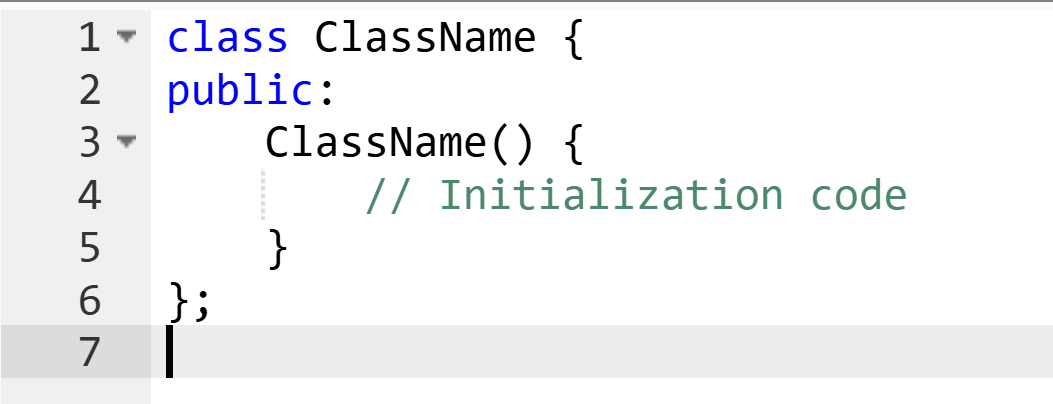 1 class ClassName {
2 public:
3     ClassName() {
4         // Initialization code
5     }
6 };
7